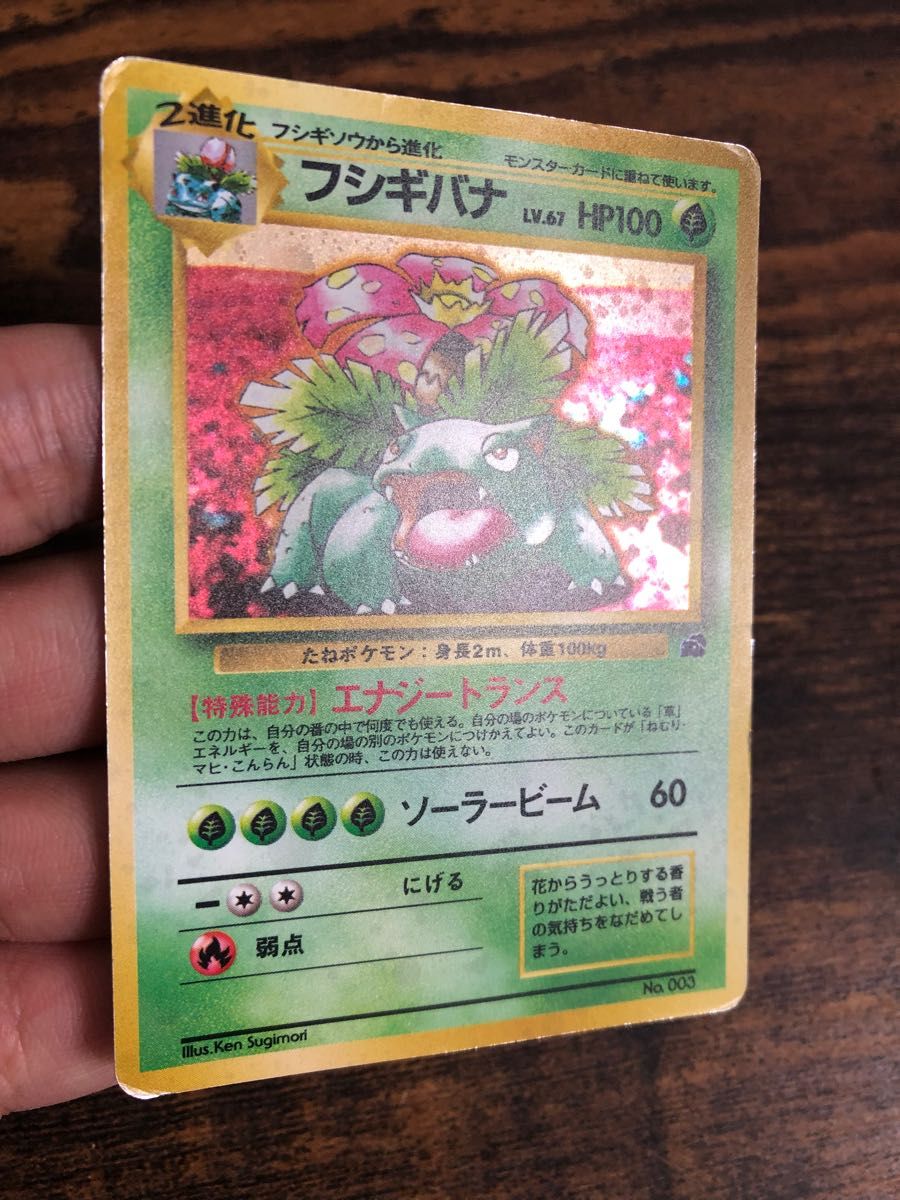 2進化
フシギソウから進化
モンスターカードに重ねて使います。
フシギバナ LV.67 HP100
たねポケモン：身長2m、体重100kg
【特殊能力】エナジートランス
この力は、自分の番の中で何度でも使える。自分の場のポケモンについている「草」
エネルギーを、自分の場の別のポケモンにつけかえてよい。このカードが「ねむり・
マヒ・こんらん」状態の時、この力は使えない。
ソーラービーム 60
にげる
弱点
花からうっとりする香
りがただよい、戦う者
の気持ちをなだめてし
まう。
No. 003
Illus.Ken Sugimori